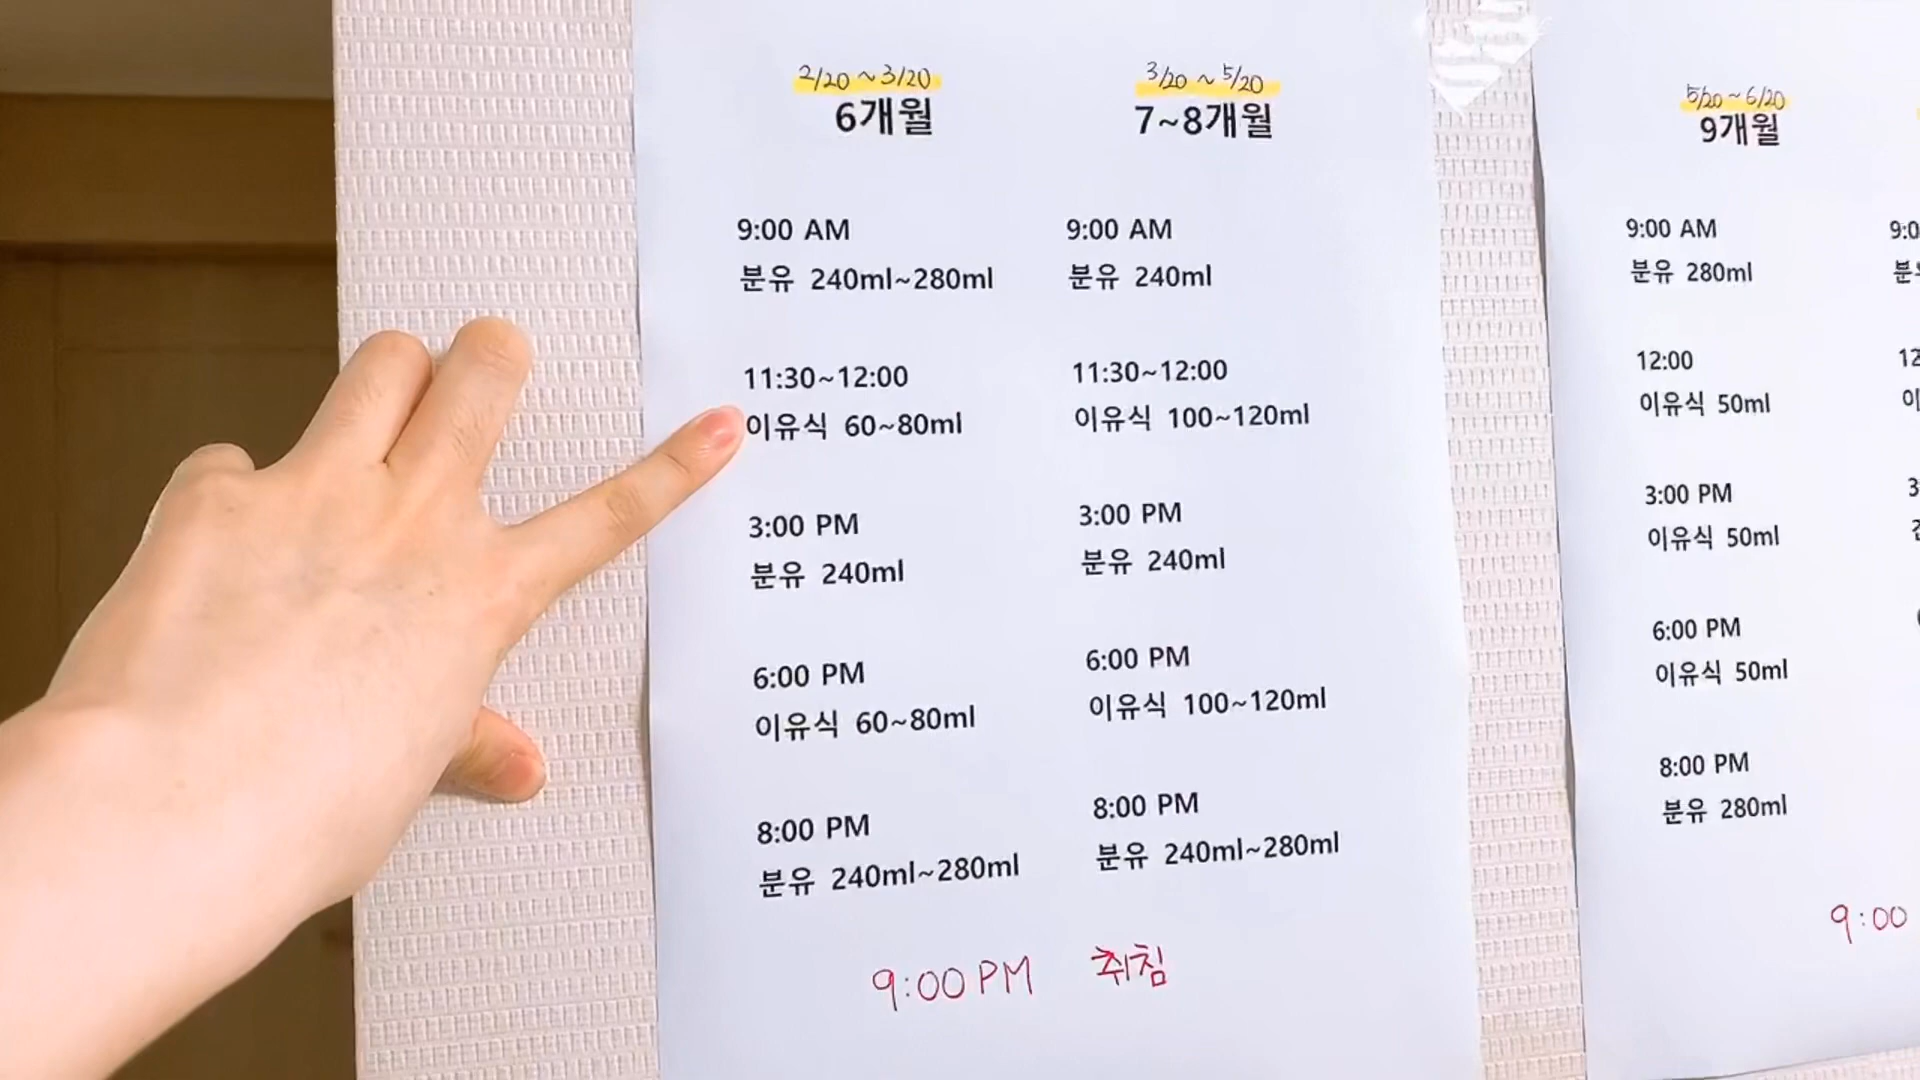 2/20 ~ 3/20
6개월
9:00 AM
분유 240ml~280ml
11:30~12:00
이유식 60~80ml
3:00 PM
분유 240ml
6:00 PM
이유식 60~80ml
8:00 PM
분유 240ml~280ml
3/20 ~ 5/20
7~8개월
9:00 AM
분유 240ml
11:30~12:00
이유식 100~120ml
3:00 PM
분유 240ml
6:00 PM
이유식 100~120ml
8:00 PM
분유 240ml~280ml
9:00 PM 취침
5/20 ~ 6/20
9개월
9:00 AM
분유 280ml
12:00
이유식 50ml
3:00 PM
이유식 50ml
6:00 PM
이유식 50ml
8:00 PM
분유 280ml
9:00